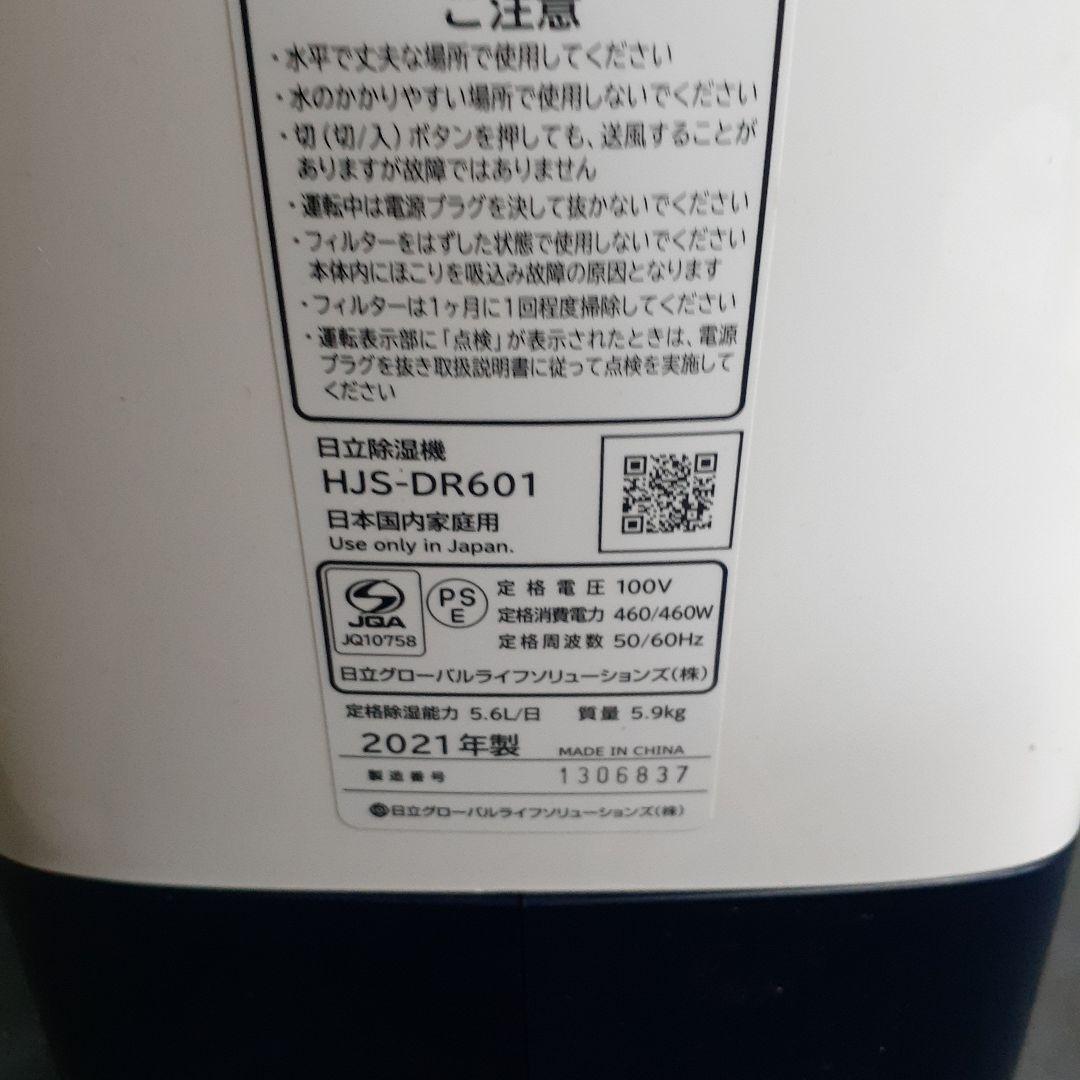 ご注意
・水平で丈夫な場所で使用してください
・水のかかりやすい場所で使用しないでください
・切（切/入）ボタンを押しても、送風することが
ありますが故障ではありません
・運転中は電源プラグを決して抜かないでください
・フィルターをはずした状態で使用しないでください
本体内にほこりを吸込み故障の原因となります
・フィルターは1ヶ月に1回程度掃除してください
・運転表示部に「点検」が表示されたときは、電源
プラグを抜き取扱説明書に従って点検を実施して
ください
日立除湿機
HJS-DR601
日本国内家庭用
Use only in Japan.
JQA
JQ10758
PS
E
定格電圧 100V
定格消費電力 460/460W
定格周波数 50/60Hz
日立グローバルライフソリューションズ(株)
定格除湿能力 5.6L/日 質量 5.9kg
2021年製 MADE IN CHINA
製造番号 1306837
日立グローバルライフソリューションズ(株)